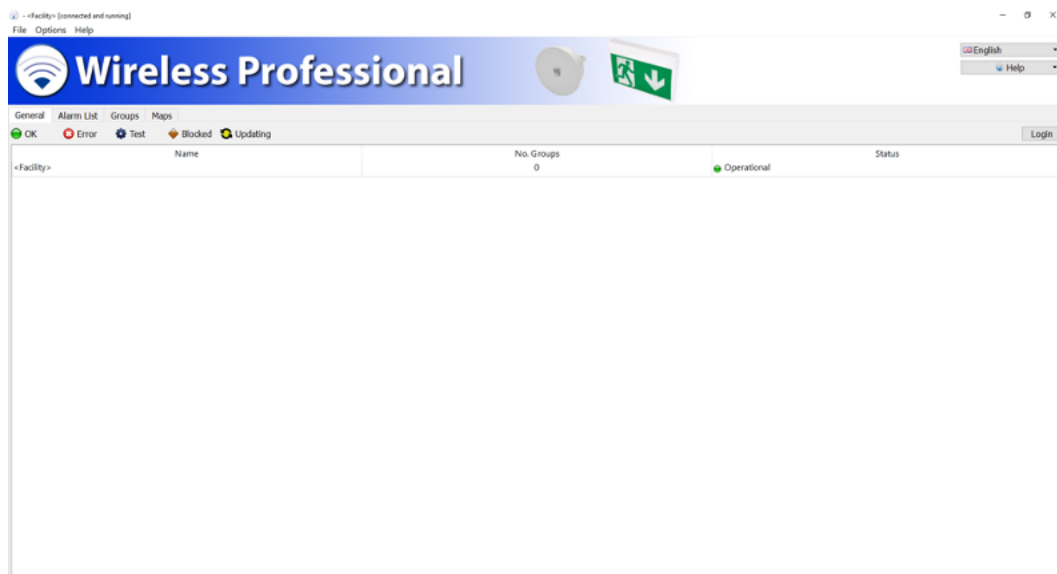 - <Facility> [connected and running]
File Options Help
Wireless Professional
English
Help
General Alarm List Groups Maps
OK Error Test Blocked Updating Login
Name No. Groups Status
<Facility> 0 Operational